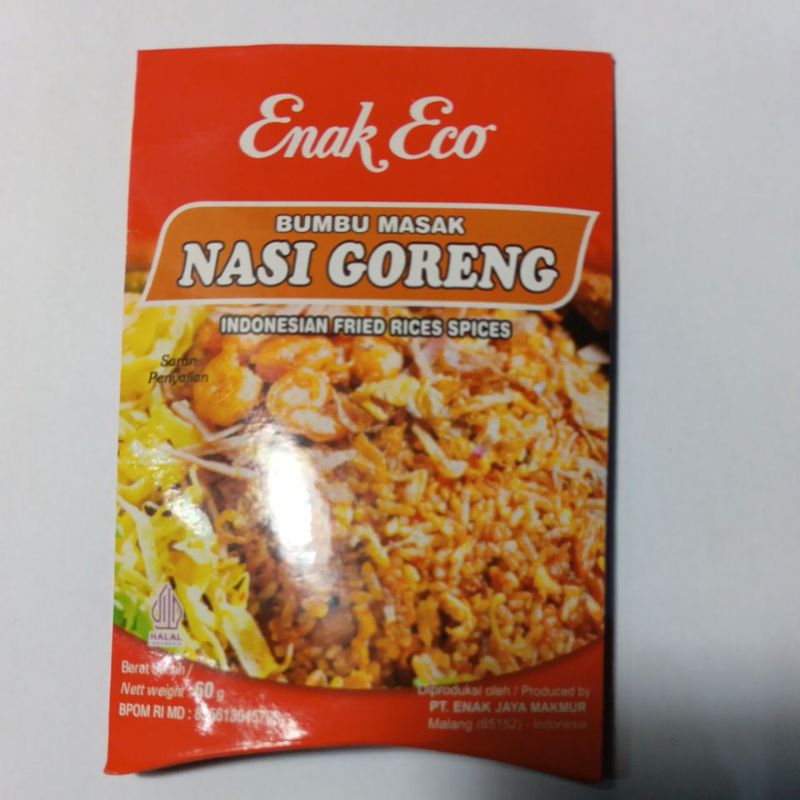 Enak Eco
BUMBU MASAK
NASI GORENG
INDONESIAN FRIED RICES SPICES
Saran
Penyajian
HALAL
INDONESIA
Berat /
Nett weight 60 g
BPOM RI MD :
Diproduksi oleh / Produced by
PT. ENAK JAYA MAKMUR
Malang (65152) - Indonesia